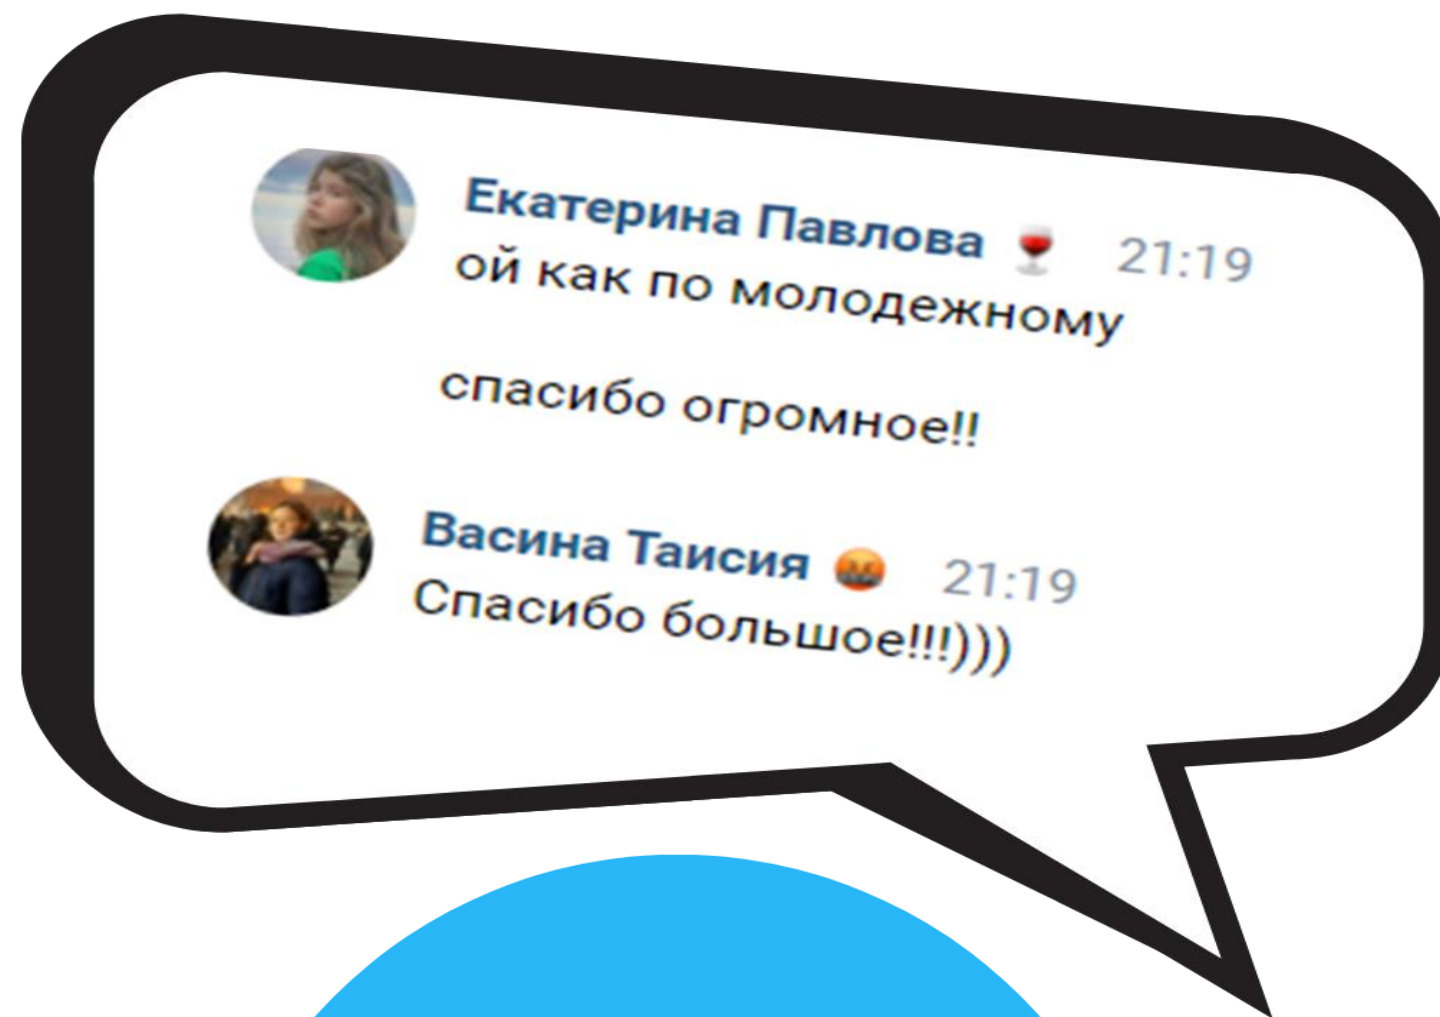 Екатерина Павлова 🍷 21:19
ой как по молодежному
спасибо огромное!!
Васина Таисия 🤬 21:19
Спасибо большое!!!)))